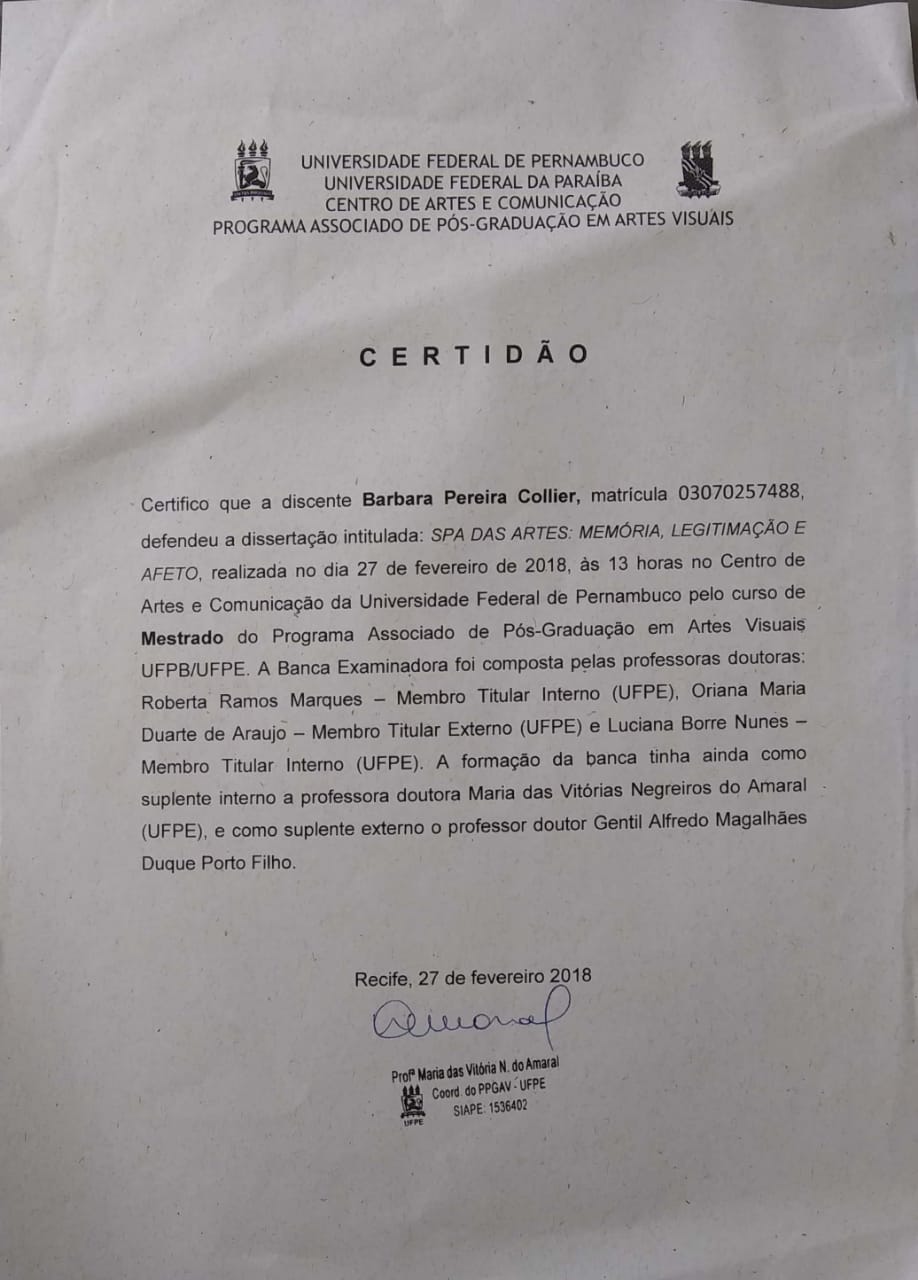 UNIVERSIDADE FEDERAL DE PERNAMBUCO
UNIVERSIDADE FEDERAL DA PARAÍBA
CENTRO DE ARTES E COMUNICAÇÃO
PROGRAMA ASSOCIADO DE PÓS-GRADUAÇÃO EM ARTES VISUAIS
C E R T I D Ã O
Certifico que a discente Barbara Pereira Collier, matrícula 03070257488,
defendeu a dissertação intitulada: SPA DAS ARTES: MEMÓRIA, LEGITIMAÇÃO E
AFETO, realizada no dia 27 de fevereiro de 2018, às 13 horas no Centro de
Artes e Comunicação da Universidade Federal de Pernambuco pelo curso de
Mestrado do Programa Associado de Pós-Graduação em Artes Visuais
UFPB/UFPE. A Banca Examinadora foi composta pelas professoras doutoras:
Roberta Ramos Marques – Membro Titular Interno (UFPE), Oriana Maria
Duarte de Araujo – Membro Titular Externo (UFPE) e Luciana Borre Nunes –
Membro Titular Interno (UFPE). A formação da banca tinha ainda como
suplente interno a professora doutora Maria das Vitórias Negreiros do Amaral
(UFPE), e como suplente externo o professor doutor Gentil Alfredo Magalhães
Duque Porto Filho.
Recife, 27 de fevereiro 2018
Profª Maria das Vitória N. do Amaral
Coord. do PPGAV - UFPE
SIAPE: 1536402
UFPE